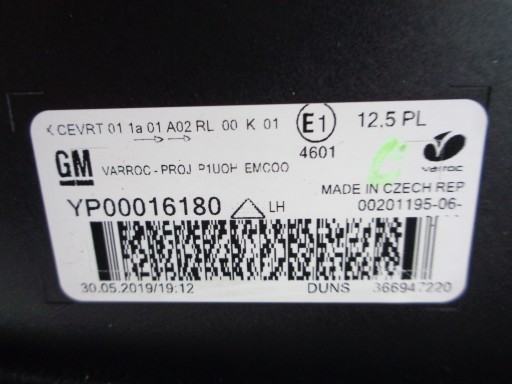 CEVRT 01 1a 01 A02 RL 00 K 01 E1 12.5 PL
4601
GM VARROC-PROJ P1UOH EMCOO varroc
MADE IN CZECH REP
YP00016180 LH 00201195-06-
30.05.2019/19:12 DUNS 366947220